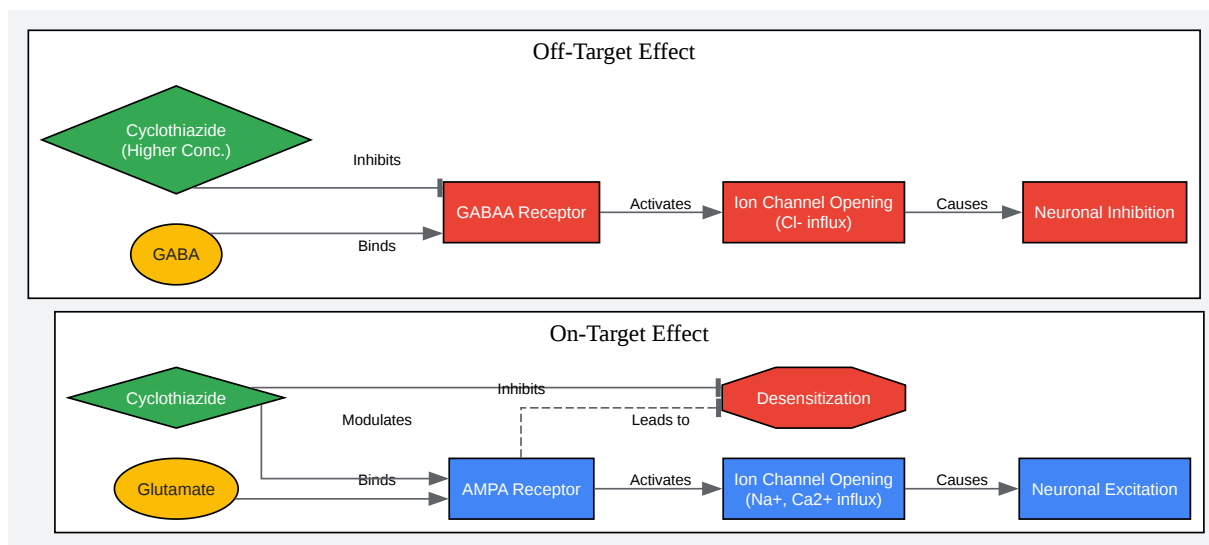 Off-Target Effect
Cyclothiazide
(Higher Conc.)
Inhibits
GABAA Receptor
Activates
Ion Channel Opening
(Cl- influx)
Causes
Neuronal Inhibition
Binds
GABA
On-Target Effect
Cyclothiazide
Inhibits
Desensitization
Modulates
Leads to
Binds
Glutamate
AMPA Receptor
Activates
Ion Channel Opening
(Na+, Ca2+ influx)
Causes
Neuronal Excitation